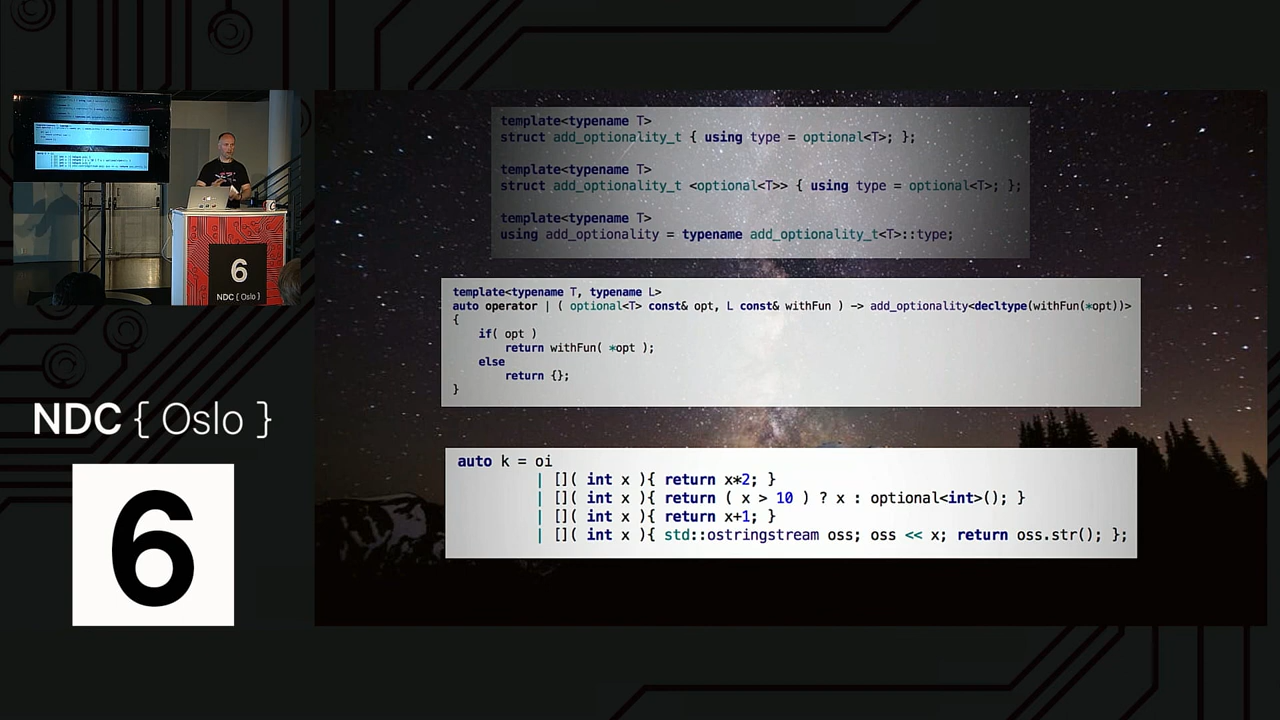 template<typename T>
struct add_optionality_t { using type = optional<T>; };
template<typename T>
struct add_optionality_t <optional<T>> { using type = optional<T>; };
template<typename T>
using add_optionality = typename add_optionality_t<T>::type;
template<typename T, typename L>
auto operator | ( optional<T> const& opt, L const& withFun ) -> add_optionality<decltype(withFun(*opt))>
{
if( opt )
return withFun( *opt );
else
return {};
}
auto k = oi
| []( int x ){ return x*2; }
| []( int x ){ return ( x > 10 ) ? x : optional<int>(); }
| []( int x ){ return x+1; }
| []( int x ){ std::ostringstream oss; oss << x; return oss.str(); };
6
NDC { Oslo }
NDC { Oslo }
6